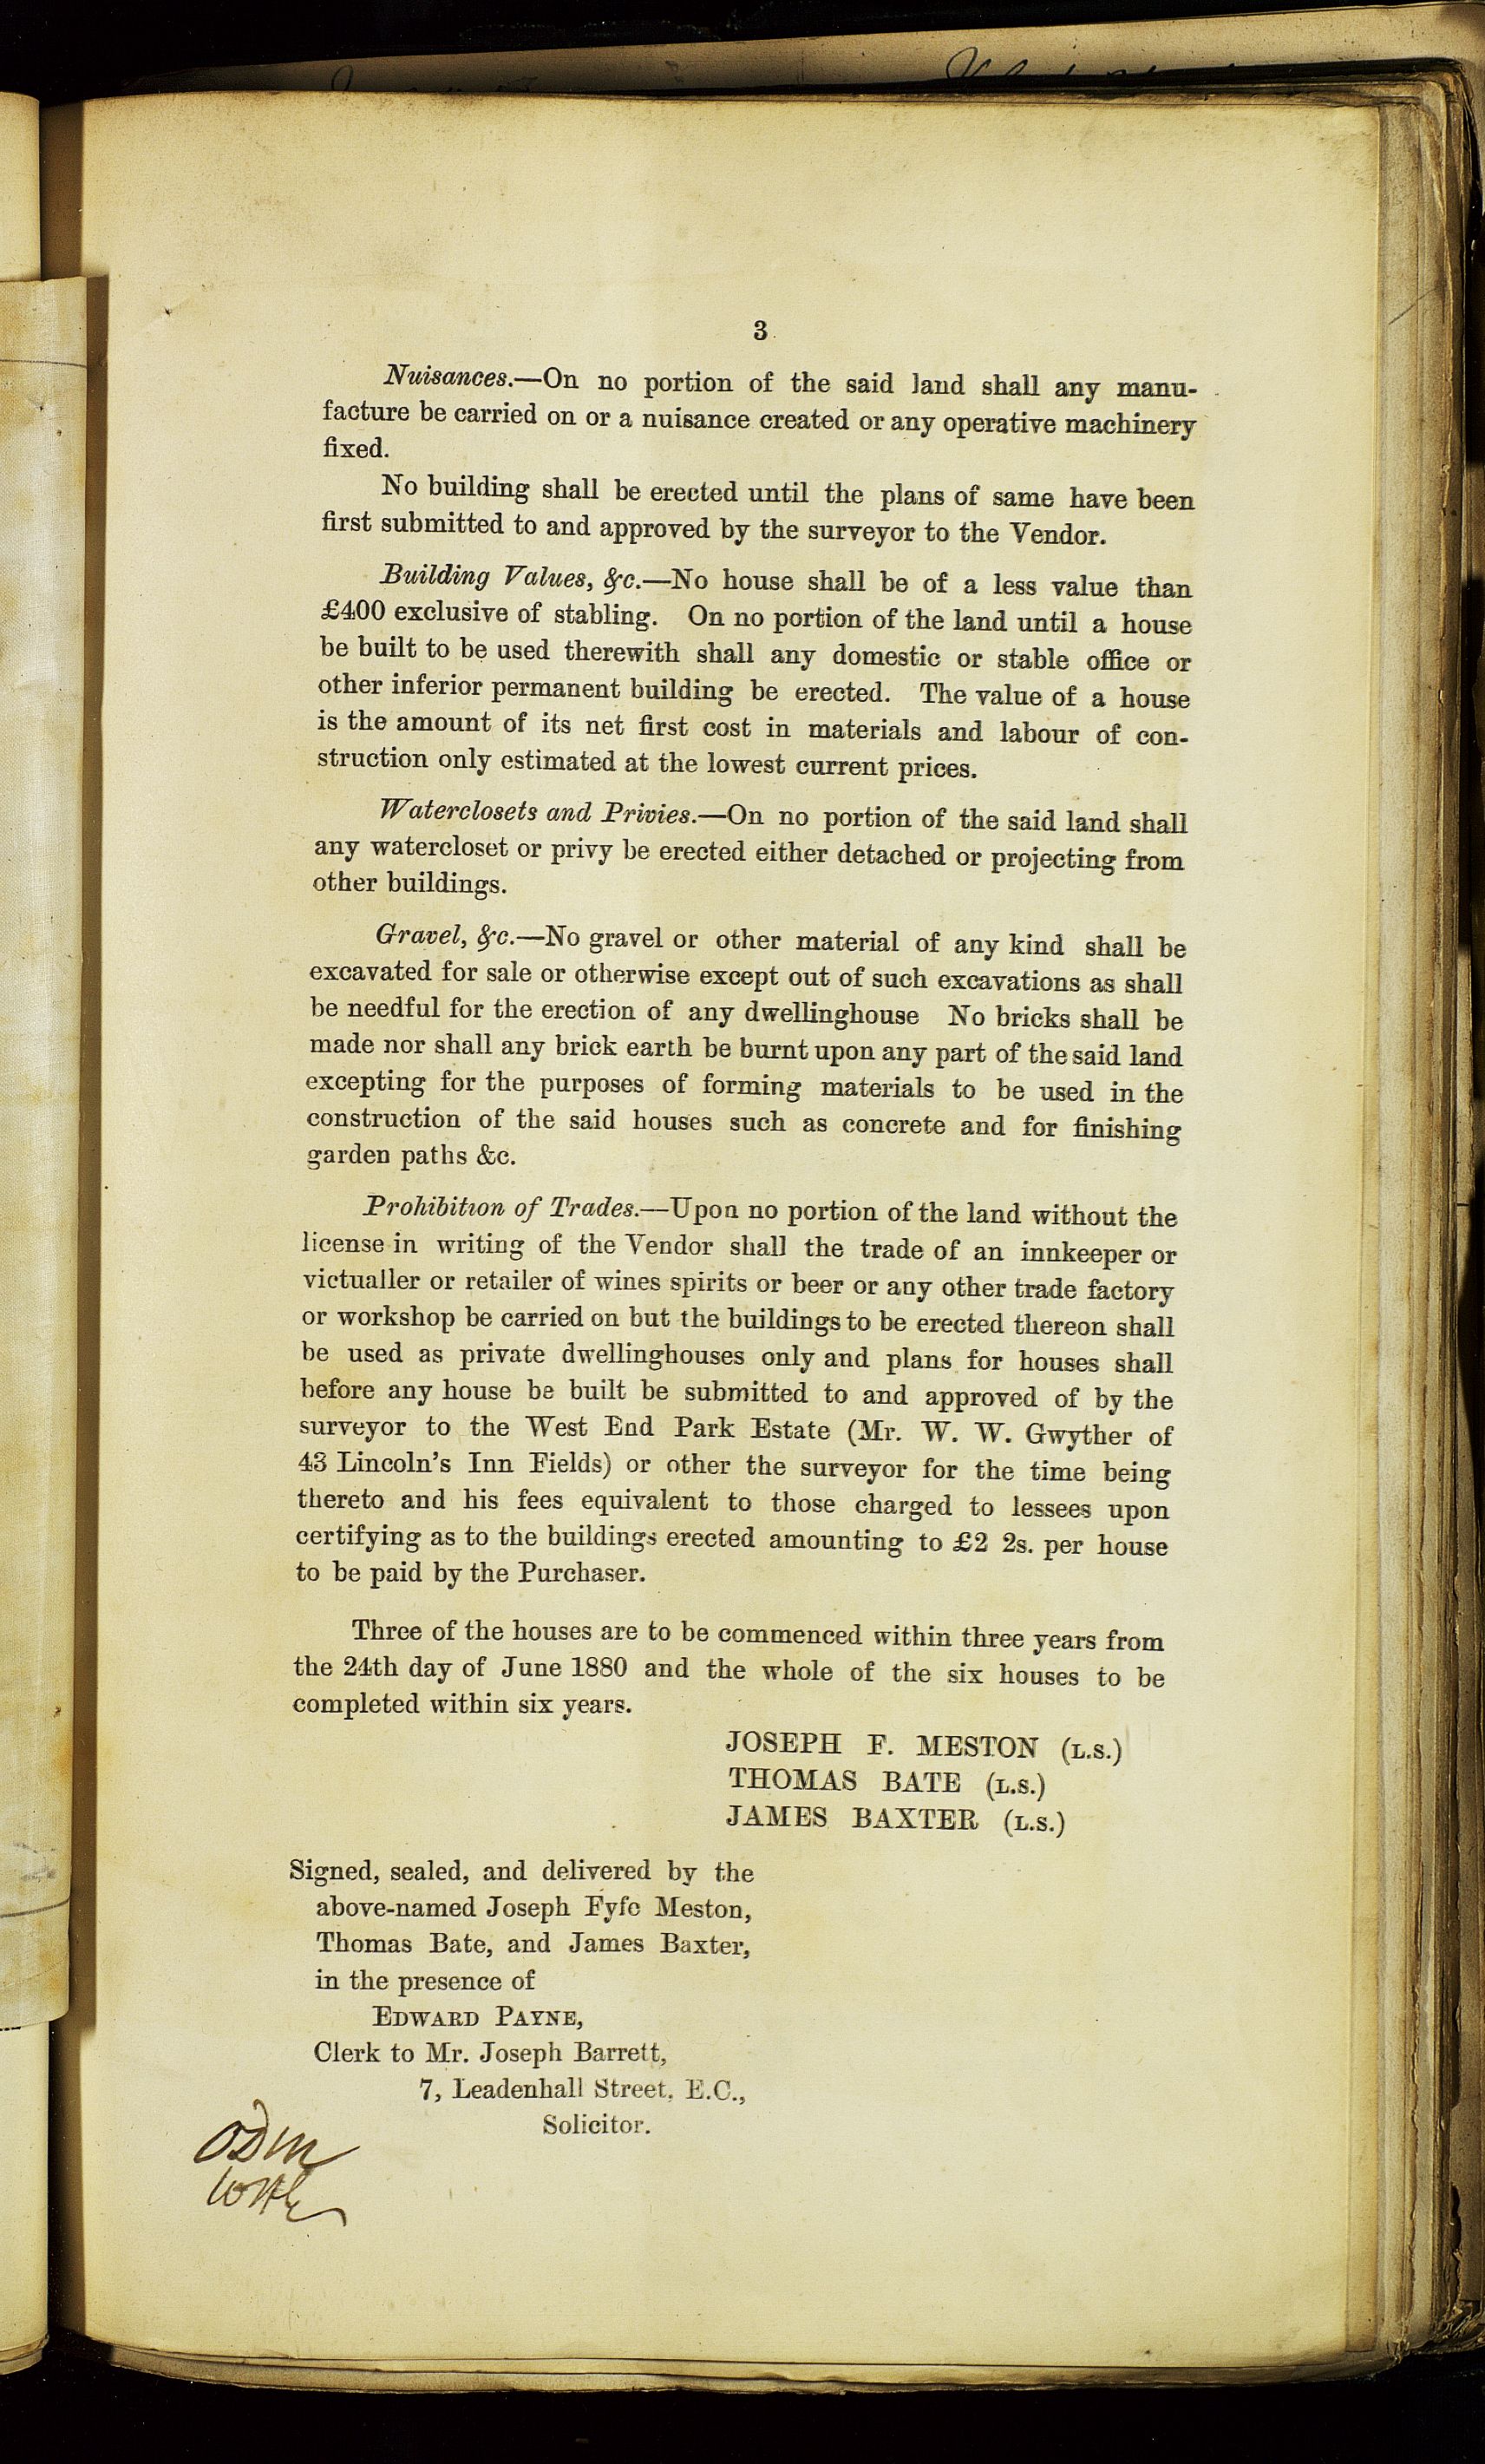 3
Nuisances.—On no portion of the said land shall any manu-
facture be carried on or a nuisance created or any operative machinery
fixed.
No building shall be erected until the plans of same have been
first submitted to and approved by the surveyor to the Vendor.
Building Values, &c.—No house shall be of a less value than
£400 exclusive of stabling. On no portion of the land until a house
be built to be used therewith shall any domestic or stable office or
other inferior permanent building be erected. The value of a house
is the amount of its net first cost in materials and labour of con-
struction only estimated at the lowest current prices.
Waterclosets and Privies.—On no portion of the said land shall
any watercloset or privy be erected either detached or projecting from
other buildings.
Gravel, &c.—No gravel or other material of any kind shall be
excavated for sale or otherwise except out of such excavations as shall
be needful for the erection of any dwellinghouse No bricks shall be
made nor shall any brick earth be burnt upon any part of the said land
excepting for the purposes of forming materials to be used in the
construction of the said houses such as concrete and for finishing
garden paths &c.
Prohibition of Trades.—Upon no portion of the land without the
license in writing of the Vendor shall the trade of an innkeeper or
victualler or retailer of wines spirits or beer or any other trade factory
or workshop be carried on but the buildings to be erected thereon shall
be used as private dwellinghouses only and plans for houses shall
before any house be built be submitted to and approved of by the
surveyor to the West End Park Estate (Mr. W. W. Gwyther of
43 Lincoln's Inn Fields) or other the surveyor for the time being
thereto and his fees equivalent to those charged to lessees upon
certifying as to the buildings erected amounting to £2 2s. per house
to be paid by the Purchaser.
Three of the houses are to be commenced within three years from
the 24th day of June 1880 and the whole of the six houses to be
completed within six years.
JOSEPH F. MESTON (L.S.)
THOMAS BATE (L.S.)
JAMES BAXTER (L.S.)
Signed, sealed, and delivered by the
above-named Joseph Fyfe Meston,
Thomas Bate, and James Baxter,
in the presence of
EDWARD PAYNE,
Clerk to Mr. Joseph Barrett,
7, Leadenhall Street, E.C.,
Solicitor.